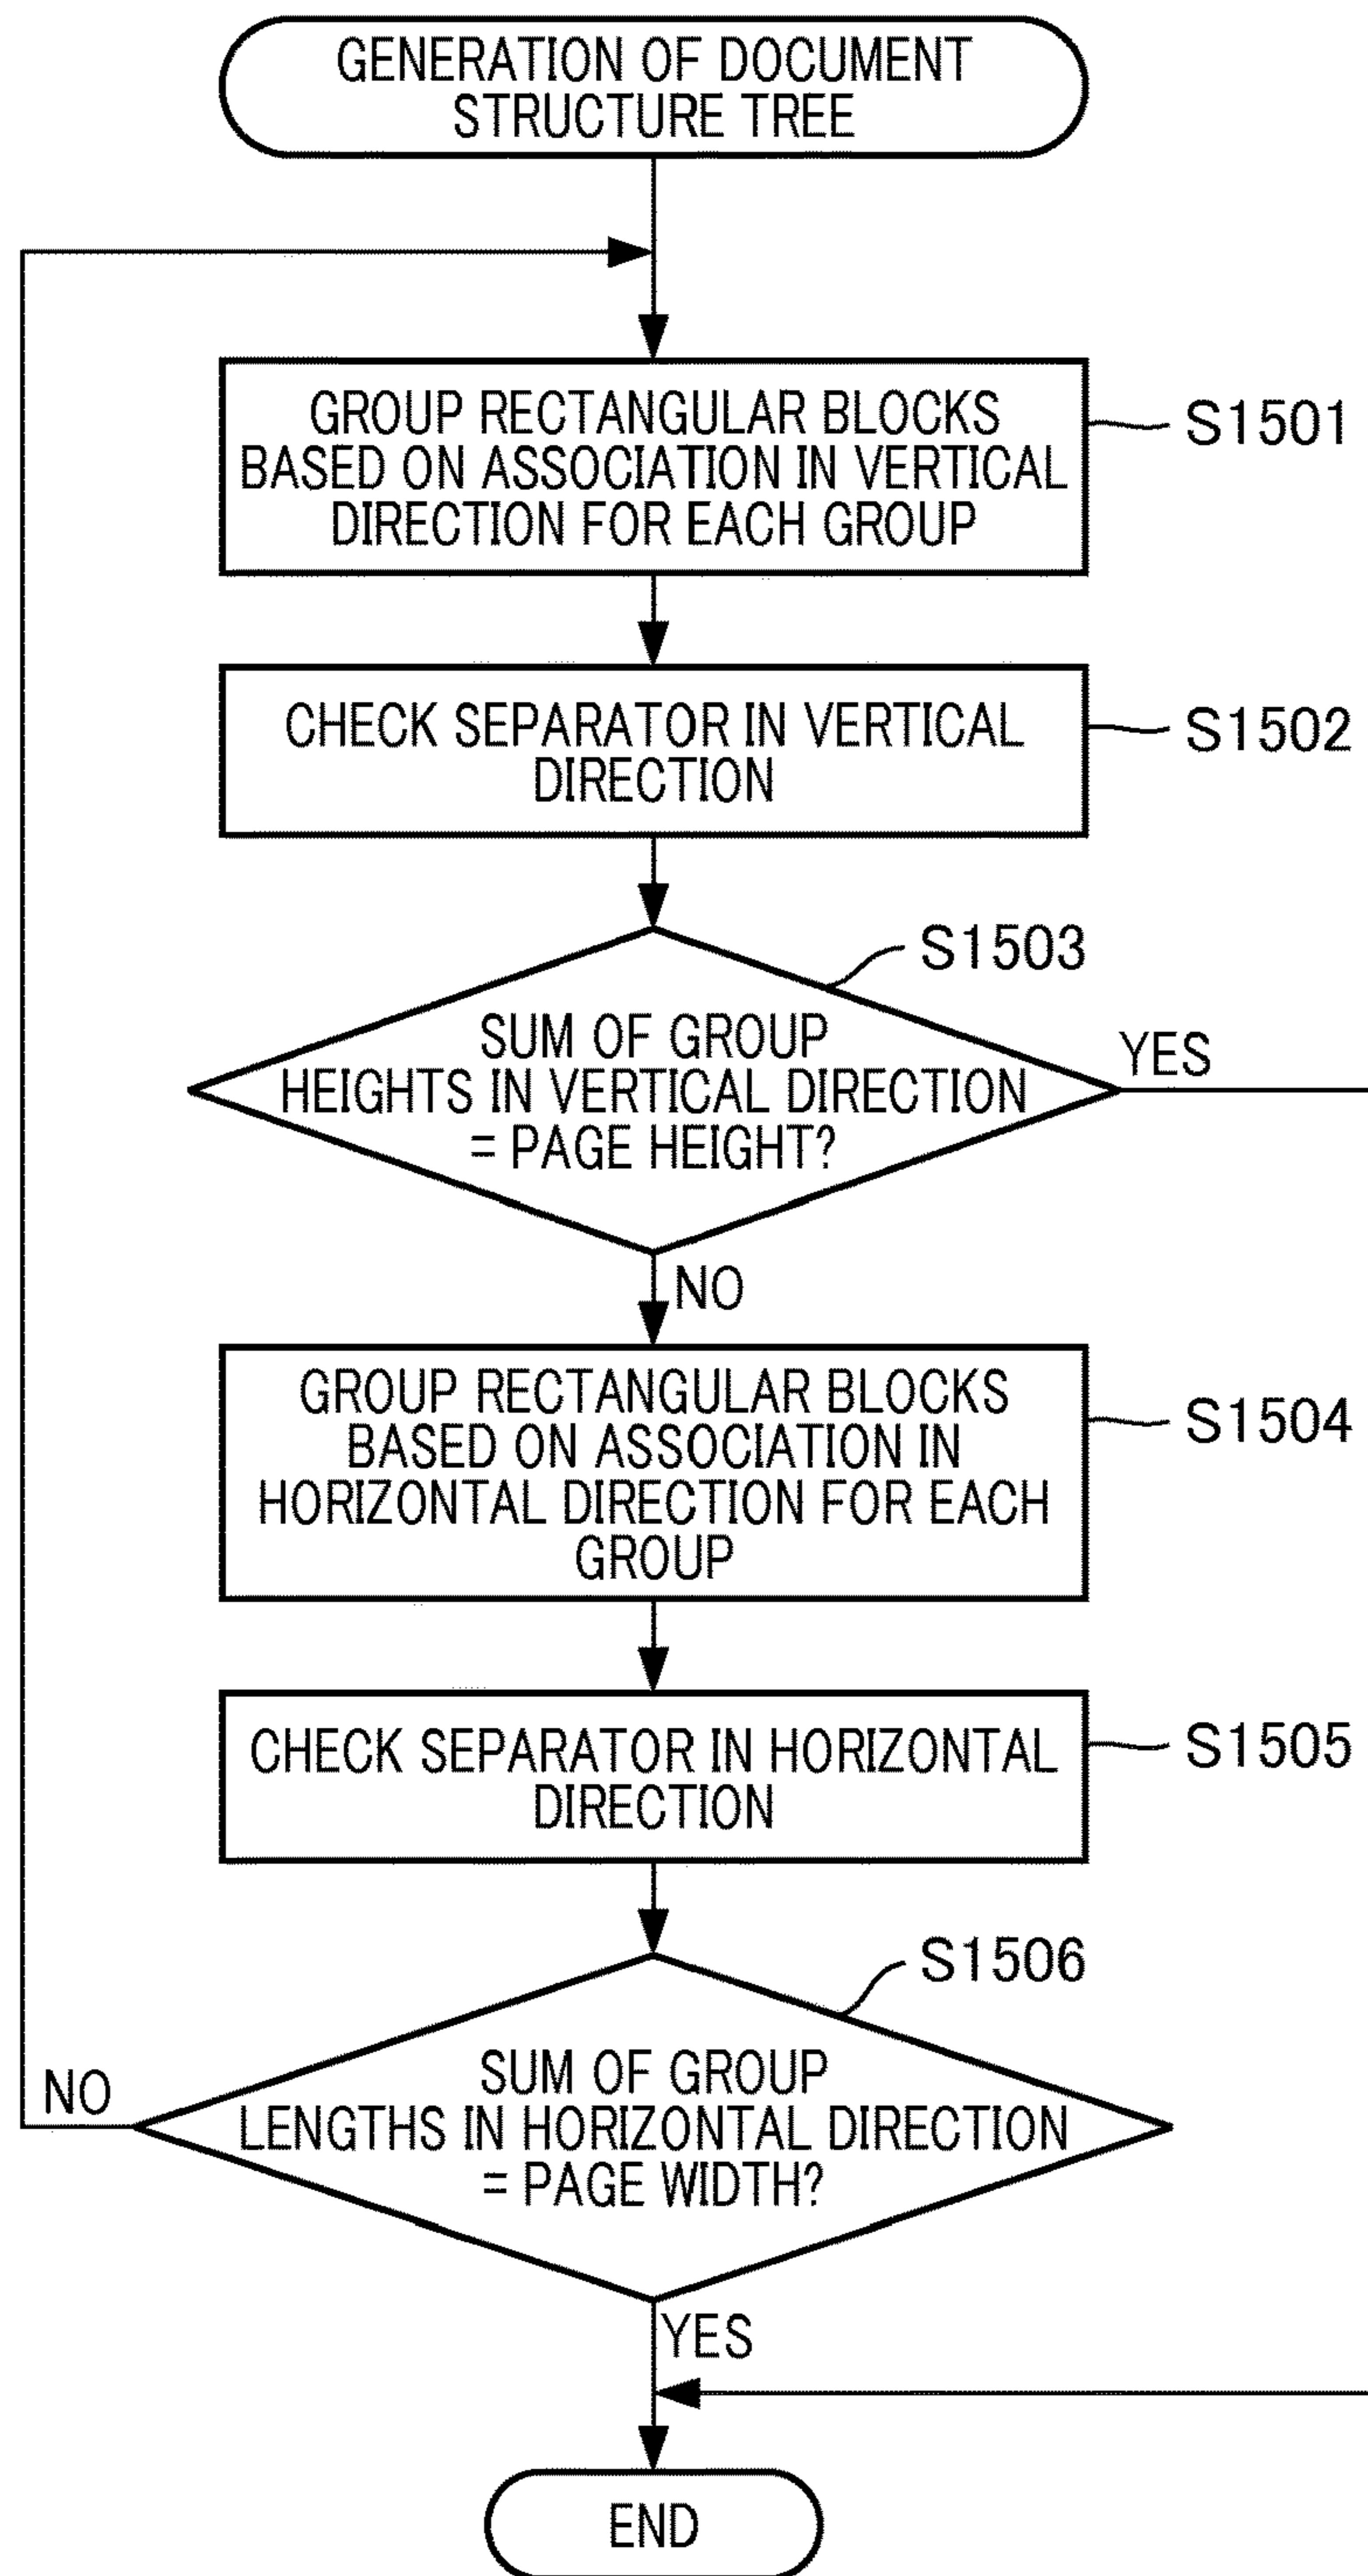 GENERATION OF DOCUMENT
STRUCTURE TREE
GROUP RECTANGULAR BLOCKS
BASED ON ASSOCIATION IN VERTICAL
DIRECTION FOR EACH GROUP
S1501
CHECK SEPARATOR IN VERTICAL
DIRECTION
S1502
S1503
SUM OF GROUP
HEIGHTS IN VERTICAL DIRECTION
= PAGE HEIGHT?
YES
NO
GROUP RECTANGULAR BLOCKS
BASED ON ASSOCIATION IN
HORIZONTAL DIRECTION FOR EACH
GROUP
S1504
CHECK SEPARATOR IN HORIZONTAL
DIRECTION
S1505
S1506
SUM OF GROUP
LENGTHS IN HORIZONTAL DIRECTION
= PAGE WIDTH?
NO
YES
END